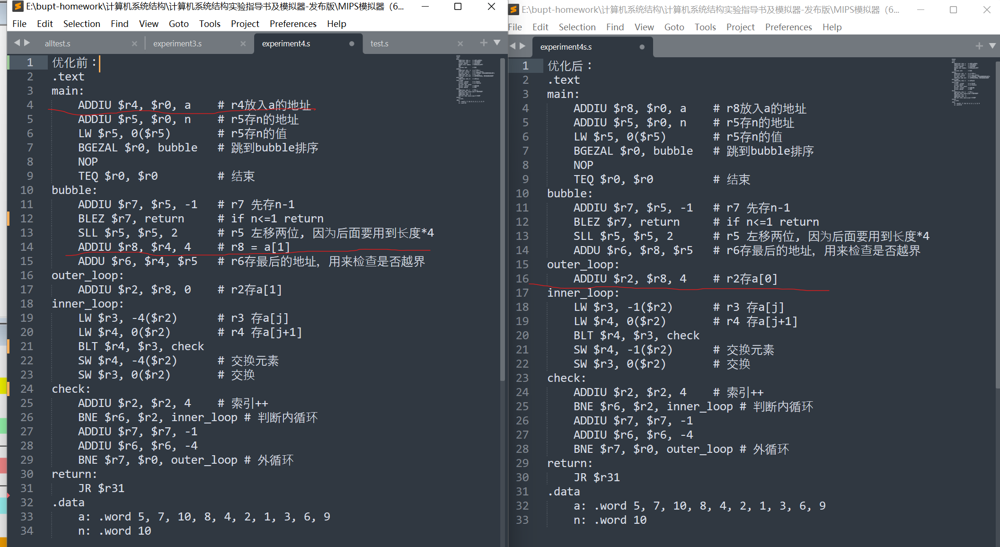 E:\bupt-homework\计算机系统结构\计算机系统结构实验指导书及模拟器-发布版\MIPS模拟器（6...
File Edit Selection Find View Goto Tools Project Preferences Help
alltest.s experiment3.s experiment4.s test.s
1 优化前：
2 .text
3 main:
4 ADDIU $r4, $r0, a # r4放入a的地址
5 ADDIU $r5, $r0, n # r5存n的地址
6 LW $r5, 0($r5) # r5存n的值
7 BGEZAL $r0, bubble # 跳到bubble排序
8 NOP
9 TEQ $r0, $r0 # 结束
10 bubble:
11 ADDIU $r7, $r5, -1 # r7 先存n-1
12 BLEZ $r7, return # if n<=1 return
13 SLL $r5, $r5, 2 # r5 左移两位, 因为后面要用到长度*4
14 ADDIU $r8, $r4, 4 # r8 = a[1]
15 ADDU $r6, $r4, $r5 # r6存最后的地址, 用来检查是否越界
16 outer_loop:
17 ADDIU $r2, $r8, 0 # r2存a[1]
18 inner_loop:
19 LW $r3, -4($r2) # r3 存a[j]
20 LW $r4, 0($r2) # r4 存a[j+1]
21 BLT $r4, $r3, check
22 SW $r4, -4($r2) # 交换元素
23 SW $r3, 0($r2) # 交换
24 check:
25 ADDIU $r2, $r2, 4 # 索引++
26 BNE $r6, $r2, inner_loop # 判断内循环
27 ADDIU $r7, $r7, -1
28 ADDIU $r6, $r6, -4
29 BNE $r7, $r0, outer_loop # 外循环
30 return:
31 JR $r31
32 .data
33 a: .word 5, 7, 10, 8, 4, 2, 1, 3, 6, 9
34 n: .word 10
E:\bupt-homework\计算机系统结构\计算机系统结构实验指导书及模拟器-发布版\MIPS模拟器（6...
File Edit Selection Find View Goto Tools Project Preferences Help
experiment4s.s
1 优化后：
2 .text
3 main:
4 ADDIU $r8, $r0, a # r8放入a的地址
5 ADDIU $r5, $r0, n # r5存n的地址
6 LW $r5, 0($r5) # r5存n的值
7 BGEZAL $r0, bubble # 跳到bubble排序
8 NOP
9 TEQ $r0, $r0 # 结束
10 bubble:
11 ADDIU $r7, $r5, -1 # r7 先存n-1
12 BLEZ $r7, return # if n<=1 return
13 SLL $r5, $r5, 2 # r5 左移两位, 因为后面要用到长度*4
14 ADDU $r6, $r8, $r5 # r6存最后的地址, 用来检查是否越界
15 outer_loop:
16 ADDIU $r2, $r8, 4 # r2存a[0]
17 inner_loop:
18 LW $r3, -1($r2) # r3 存a[j]
19 LW $r4, 0($r2) # r4 存a[j+1]
20 BLT $r4, $r3, check
21 SW $r4, -1($r2) # 交换元素
22 SW $r3, 0($r2) # 交换
23 check:
24 ADDIU $r2, $r2, 4 # 索引++
25 BNE $r6, $r2, inner_loop # 判断内循环
26 ADDIU $r7, $r7, -1
27 ADDIU $r6, $r6, -4
28 BNE $r7, $r0, outer_loop # 外循环
29 return:
30 JR $r31
31 .data
32 a: .word 5, 7, 10, 8, 4, 2, 1, 3, 6, 9
33 n: .word 10